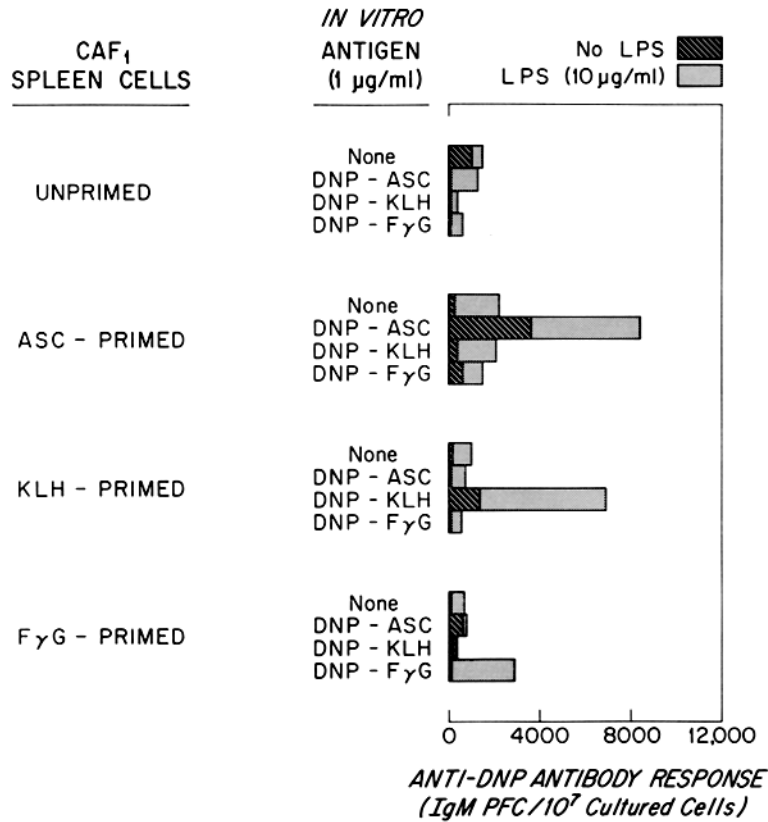 IN VITRO
CAF₁ ANTIGEN
SPLEEN CELLS (1 µg/ml)
No LPS
LPS (10 µg/ml)
UNPRIMED
None
DNP - ASC
DNP - KLH
DNP - FγG
ASC - PRIMED
None
DNP - ASC
DNP - KLH
DNP - FγG
KLH - PRIMED
None
DNP - ASC
DNP - KLH
DNP - FγG
FγG - PRIMED
None
DNP - ASC
DNP - KLH
DNP - FγG
0 4000 8000 12,000
ANTI-DNP ANTIBODY RESPONSE
(IgM PFC/10⁷ Cultured Cells)